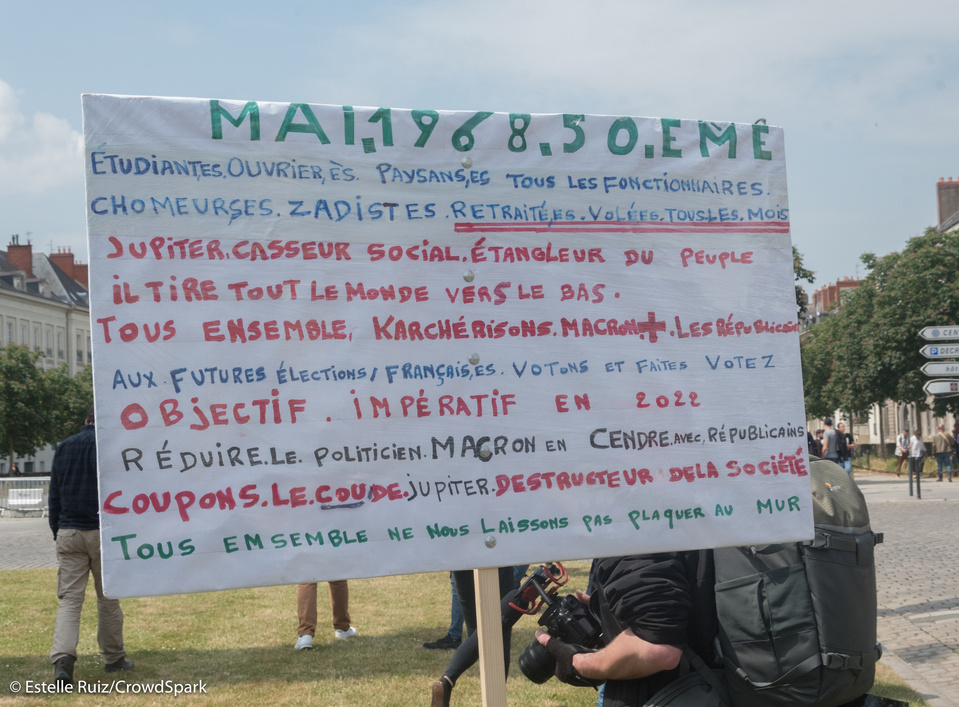 MAI.1968.50.EME
ÉTUDIANT,ES.OUVRIER,ÈS. PAYSANS,ES TOUS LES FONCTIONNAIRES.
CHOMEURSES. ZADISTES. RETRAITÉ,ES. VOLÉES. TOUS.LES. MOIS
JUPITER.CASSEUR SOCIAL.ÉTANGLEUR DU PEUPLE
IL TIRE TOUT LE MONDE VERS LE BAS.
TOUS ENSEMBLE, KARCHÉRISONS. MACRON + .LES RÉPUBLICAINS
AUX FUTURES ÉLECTIONS/FRANÇAIS,ES. VOTONS ET FAITES VOTEZ
OBJECTIF. IMPÉRATIF EN 2022
RÉDUIRE.LE. POLITICIEN.MACRON EN CENDRE.AVEC,RÉPUBLICAINS
COUPONS.LE.COUDE.JUPITER.DESTRUCTEUR DELA SOCIÉTÉ
TOUS EMSEMBLE NE NOUS LAISSONS PAS PLAQUER AU MUR
© Estelle Ruiz/CrowdSpark